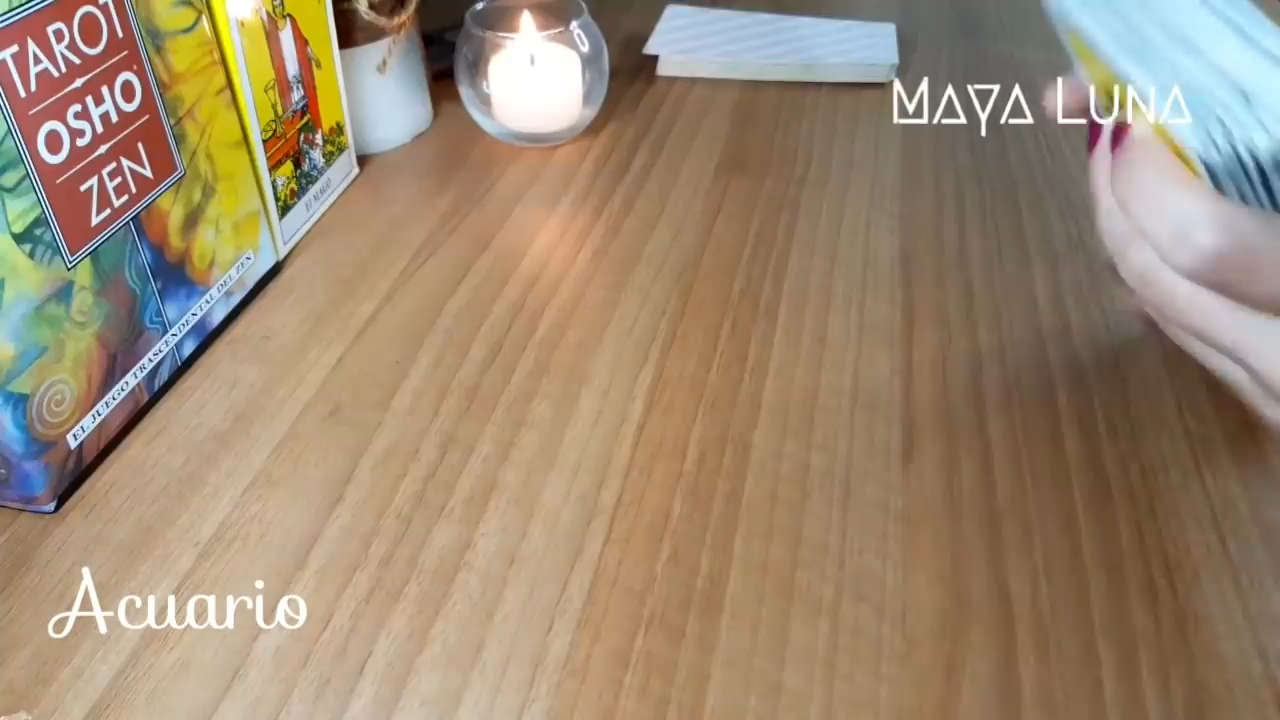 TAROT
OSHO
ZEN
EL JUEGO TRASCENDENTAL DEL ZEN
EL MAGO
MAYA LUNA
Acuario